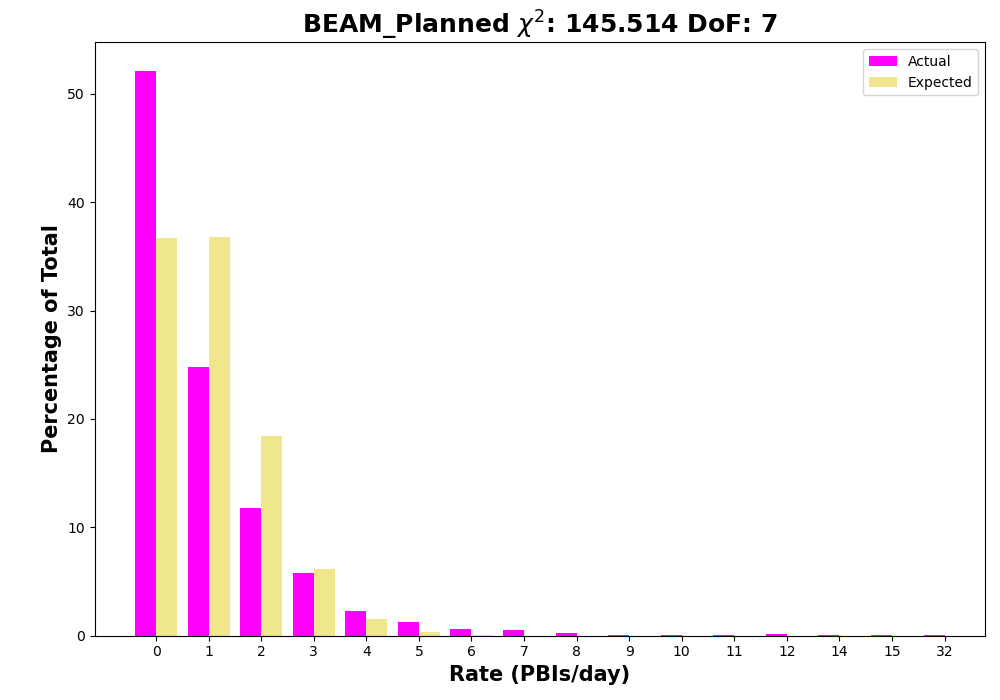 BEAM_Planned χ²: 145.514 DoF: 7
Actual
Expected
Percentage of Total
50
40
30
20
10
0
0 1 2 3 4 5 6 7 8 9 10 11 12 14 15 32
Rate (PBIs/day)